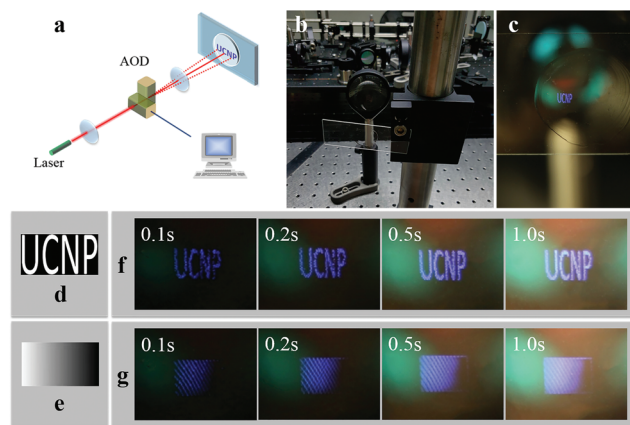 a
AOD
Laser
UCNP
b
c
UCNP
UCNP
d
f
0.1s
UCNP
0.2s
UCNP
0.5s
UCNP
1.0s
UCNP
e
g
0.1s
0.2s
0.5s
1.0s